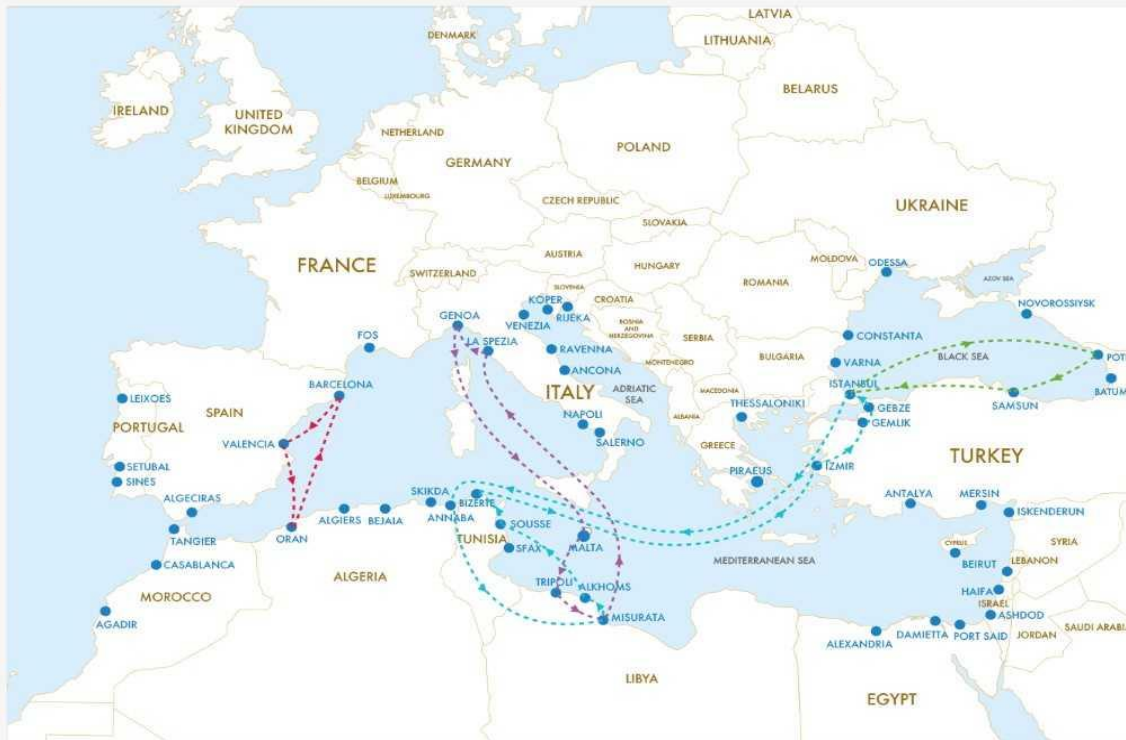 LATVIA
DENMARK
LITHUANIA
IRELAND
UNITED
KINGDOM
BELARUS
NETHERLAND
POLAND
GERMANY
BELGIUM
LUXEMBOURG
CZECH REPUBLIC
UKRAINE
SLOVAKIA
FRANCE
AUSTRIA
SWITZERLAND
HUNGARY
MOLDOVA
ODESSA
ROMANIA
AZOV SEA
SLOVENIA
KOPER
RIJEKA
CROATIA
NOVOROSSIYSK
GENOA
VENEZIA
BOSNIA
AND
HERZEGOVINA
SERBIA
CONSTANTA
FOS
LA SPEZIA
RAVENNA
MONTENEGRO
BULGARIA
VARNA
BLACK SEA
POTI
ANCONA
BARCELONA
ITALY
ADRIATIC
SEA
MACEDONIA
ISTANBUL
BATUM
LEIXOES
SPAIN
PORTUGAL
NAPOLI
ALBANIA
THESSALONIKI
GEBZE
SAMSUN
GEMLIK
VALENCIA
SALERNO
GREECE
TURKEY
SETUBAL
SINES
PIRAEUS
İZMIR
ALGECIRAS
SKIKDA
BIZERTE
ANTALYA
MERSIN
ISKENDERUN
TANGIER
ORAN
ALGIERS
BEJAIA
ANNABA
SOUSSE
TUNISIA
SFAX
MALTA
CYPRUS
SYRIA
CASABLANCA
MEDITERRANEAN SEA
BEIRUT
LEBANON
ALGERIA
TRIPOLI
ALKHOMS
HAIFA
MOROCCO
ISRAEL
AGADIR
MISURATA
ASHDOD
DAMIETTA
PORT SAID
SAUDI ARABI
ALEXANDRIA
JORDAN
LIBYA
EGYPT